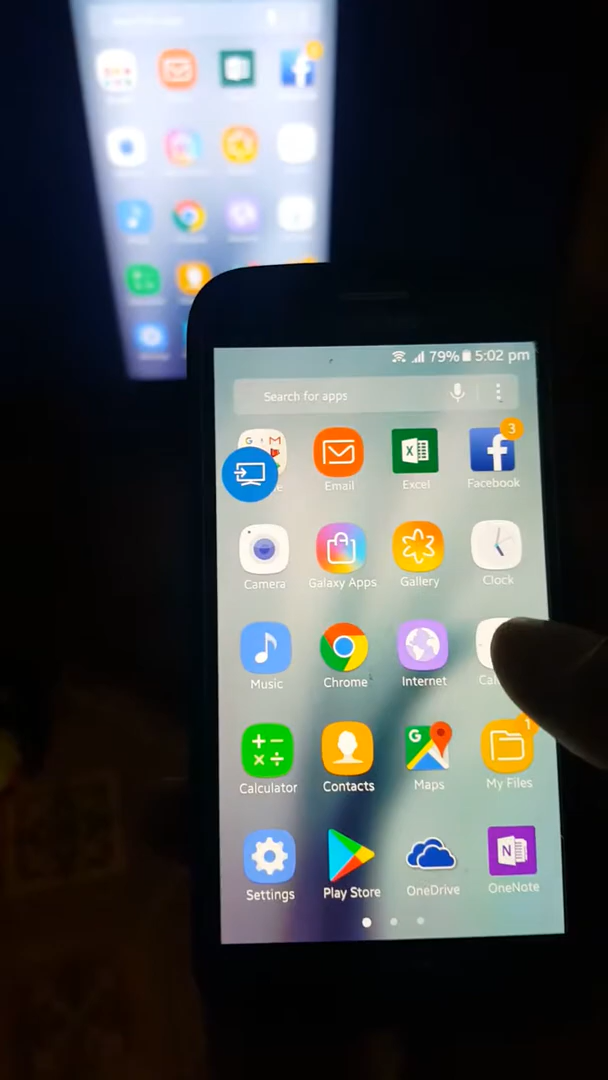 79% 5:02 pm
Search for apps
G M
Email
Excel
3
Facebook
Camera
Galaxy Apps
Gallery
Clock
Music
Chrome
Internet
Calculator
Contacts
G
Maps
1
My Files
Settings
Play Store
OneDrive
N
OneNote